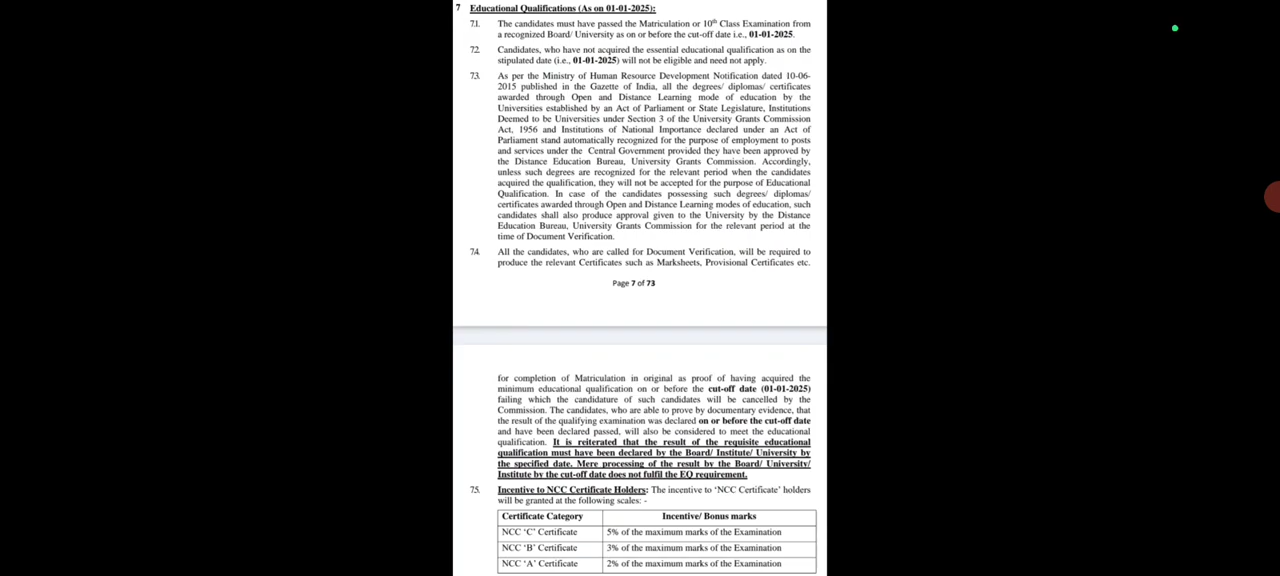 7 Educational Qualifications (As on 01-01-2025):
7.1. The candidates must have passed the Matriculation or 10th Class Examination from
a recognized Board/ University as on or before the cut-off date i.e., 01-01-2025.
7.2. Candidates, who have not acquired the essential educational qualification as on the
stipulated date (i.e., 01-01-2025) will not be eligible and need not apply.
7.3. As per the Ministry of Human Resource Development Notification dated 10-06-
2015 published in the Gazette of India, all the degrees/ diplomas/ certificates
awarded through Open and Distance Learning mode of education by the
Universities established by an Act of Parliament or State Legislature, Institutions
Deemed to be Universities under Section 3 of the University Grants Commission
Act, 1956 and Institutions of National Importance declared under an Act of
Parliament stand automatically recognized for the purpose of employment to posts
and services under the Central Government provided they have been approved by
the Distance Education Bureau, University Grants Commission. Accordingly,
unless such degrees are recognized for the relevant period when the candidates
acquired the qualification, they will not be accepted for the purpose of Educational
Qualification. In case of the candidates possessing such degrees/ diplomas/
certificates awarded through Open and Distance Learning modes of education, such
candidates shall also produce approval given to the University by the Distance
Education Bureau, University Grants Commission for the relevant period at the
time of Document Verification.
7.4. All the candidates, who are called for Document Verification, will be required to
produce the relevant Certificates such as Marksheets, Provisional Certificates etc.
Page 7 of 73
for completion of Matriculation in original as proof of having acquired the
minimum educational qualification on or before the cut-off date (01-01-2025)
failing which the candidature of such candidates will be cancelled by the
Commission. The candidates, who are able to prove by documentary evidence, that
the result of the qualifying examination was declared on or before the cut-off date
and have been declared passed, will also be considered to meet the educational
qualification. It is reiterated that the result of the requisite educational
qualification must have been declared by the Board/ Institute/ University by
the specified date. Mere processing of the result by the Board/ University/
Institute by the cut-off date does not fulfil the EQ requirement.
7.5. Incentive to NCC Certificate Holders: The incentive to ‘NCC Certificate’ holders
will be granted at the following scales: -
Certificate Category Incentive/ Bonus marks
NCC ‘C’ Certificate 5% of the maximum marks of the Examination
NCC ‘B’ Certificate 3% of the maximum marks of the Examination
NCC ‘A’ Certificate 2% of the maximum marks of the Examination